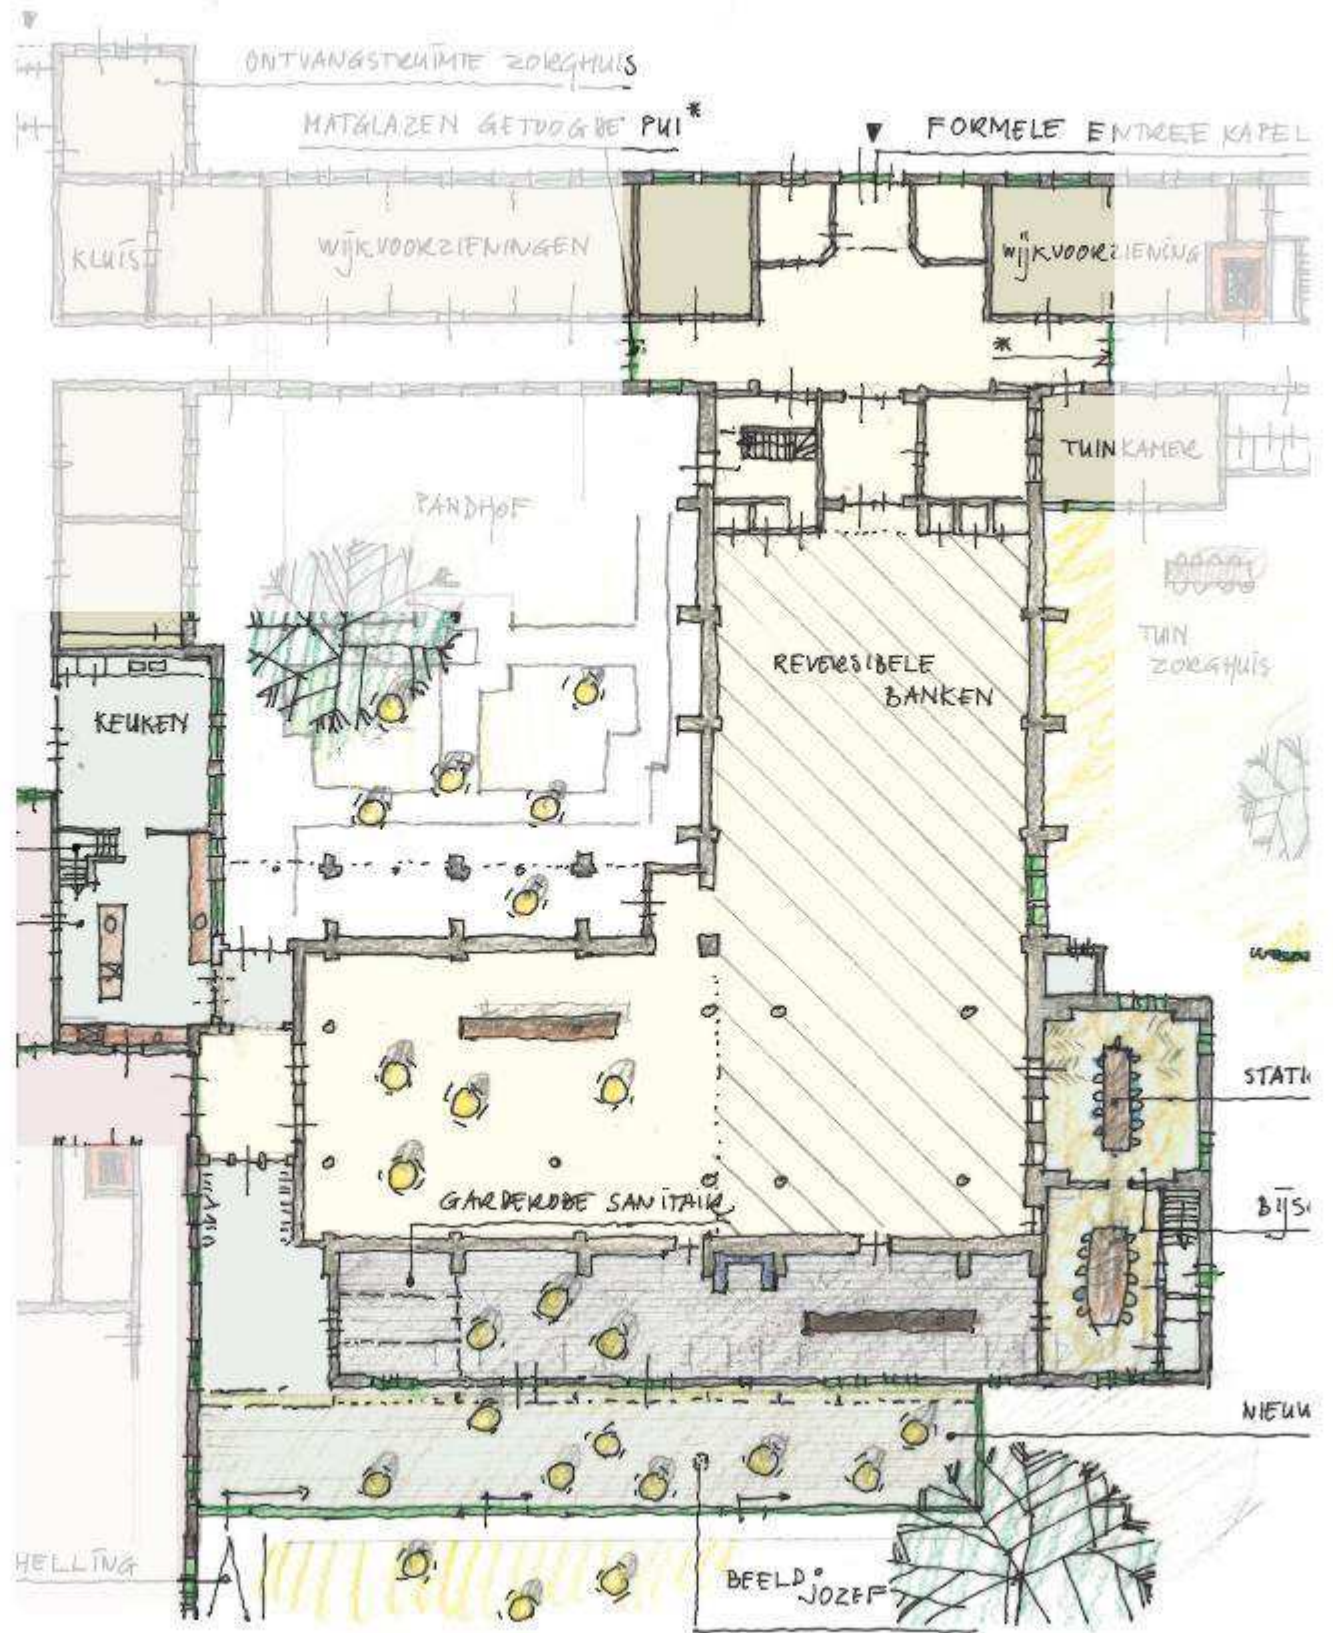 ONTVANGSTRUIMTE ZORGHUIS
MATGLAZEN GETOOGDE PUI *
FORMELE ENTREE KAPEL
KLUIS
WIJKVOORZIENINGEN
WIJKVOORZIENING
*
TUINKAMER
PANDHOF
TUIN
ZORGHUIS
REVERSIBELE
BANKEN
KEUKEN
STATI
GARDEROBE SANITAIR
BIJS
NIEUW
HELLING
BEELD
JOZEF